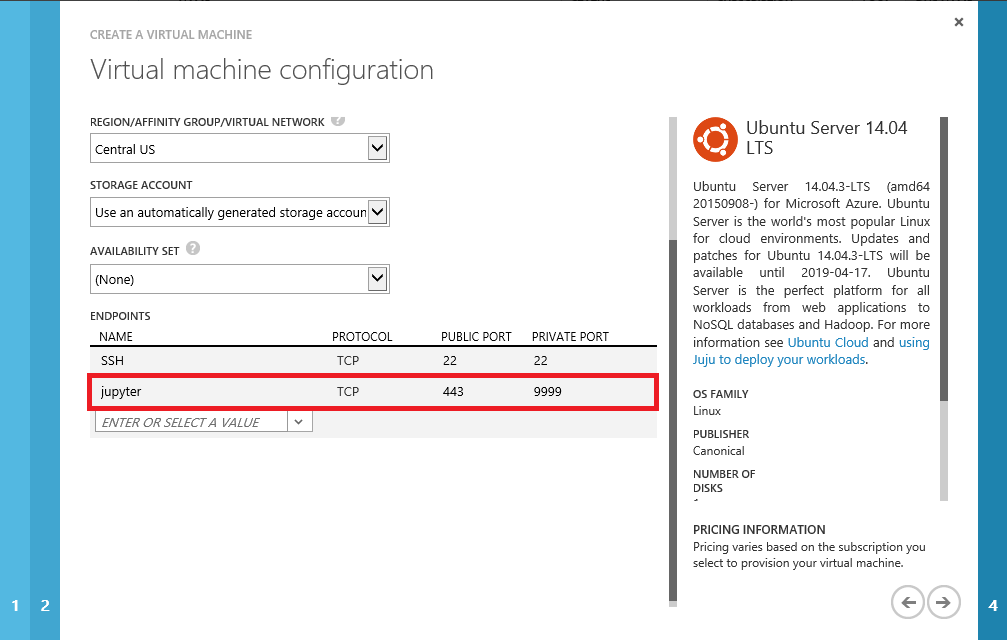 CREATE A VIRTUAL MACHINE
Virtual machine configuration
REGION/AFFINITY GROUP/VIRTUAL NETWORK ?
Central US
STORAGE ACCOUNT
Use an automatically generated storage accoun
AVAILABILITY SET ?
(None)
ENDPOINTS
NAME PROTOCOL PUBLIC PORT PRIVATE PORT
SSH TCP 22 22
jupyter TCP 443 9999
ENTER OR SELECT A VALUE
Ubuntu Server 14.04
LTS
Ubuntu Server 14.04.3-LTS (amd64
20150908-) for Microsoft Azure. Ubuntu
Server is the world's most popular Linux
for cloud environments. Updates and
patches for Ubuntu 14.04.3-LTS will be
available until 2019-04-17. Ubuntu
Server is the perfect platform for all
workloads from web applications to
NoSQL databases and Hadoop. For more
information see Ubuntu Cloud and using
Juju to deploy your workloads.
OS FAMILY
Linux
PUBLISHER
Canonical
NUMBER OF
DISKS
PRICING INFORMATION
Pricing varies based on the subscription you
select to provision your virtual machine.
1 2 4